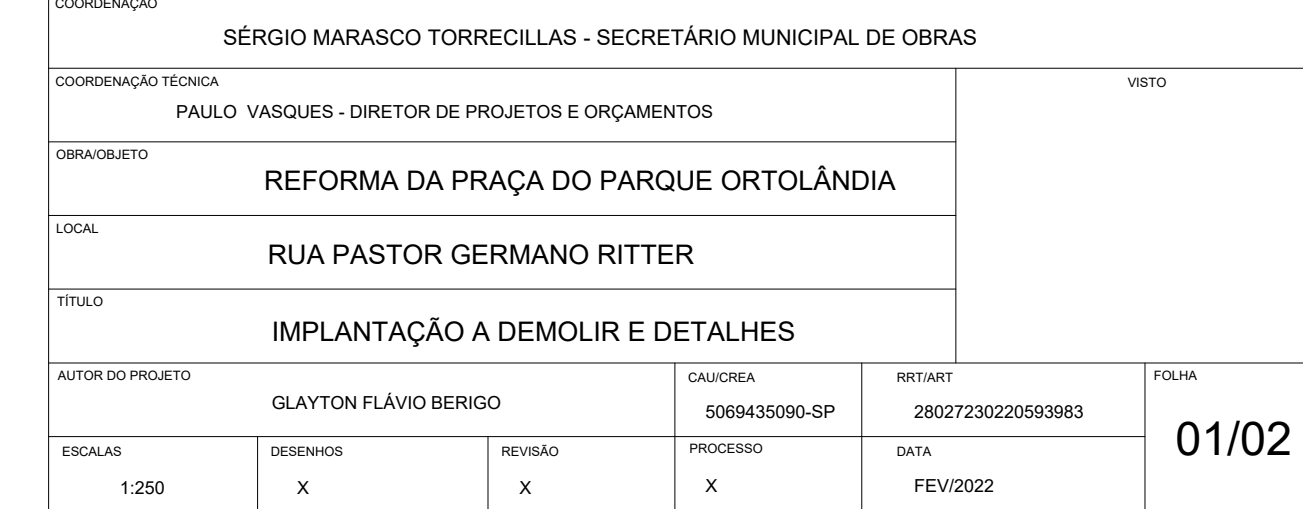 COORDENAÇÃO
SÉRGIO MARASCO TORRECILLAS - SECRETÁRIO MUNICIPAL DE OBRAS
COORDENAÇÃO TÉCNICA
PAULO VASQUES - DIRETOR DE PROJETOS E ORÇAMENTOS
VISTO
OBRA/OBJETO
REFORMA DA PRAÇA DO PARQUE ORTOLÂNDIA
LOCAL
RUA PASTOR GERMANO RITTER
TÍTULO
IMPLANTAÇÃO A DEMOLIR E DETALHES
AUTOR DO PROJETO
GLAYTON FLÁVIO BERIGO
CAU/CREA
5069435090-SP
RRT/ART
28027230220593983
FOLHA
01/02
ESCALAS
1:250
DESENHOS
X
REVISÃO
X
PROCESSO
X
DATA
FEV/2022